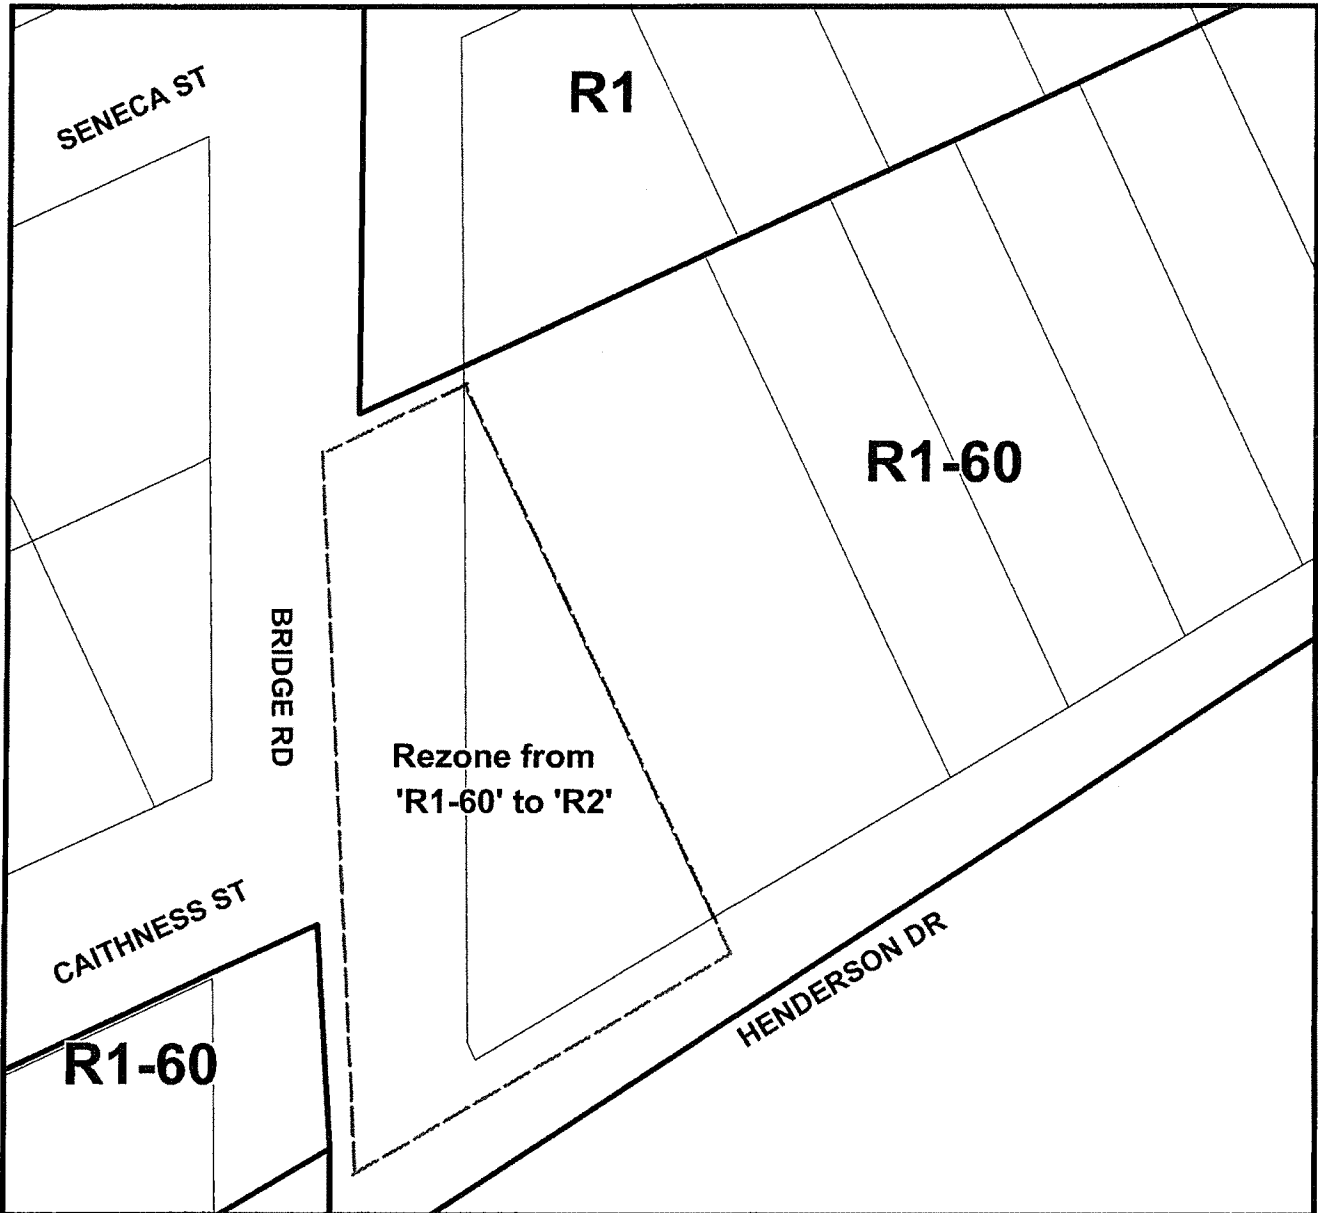 SENECA ST
R1
R1-60
BRIDGE RD
Rezone from
'R1-60' to 'R2'
CAITHNESS ST
HENDERSON DR
R1-60